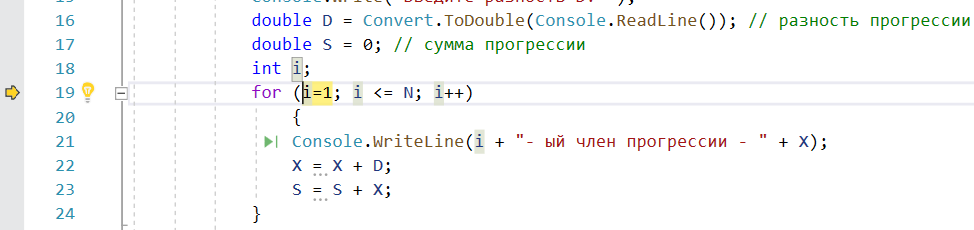 16 double D = Convert.ToDouble(Console.ReadLine()); // разность прогрессии
17 double S = 0; // сумма прогрессии
18 int i;
19 for (i=1; i <= N; i++)
20 {
21 Console.WriteLine(i + "- ый член прогрессии - " + X);
22 X = X + D;
23 S = S + X;
24 }